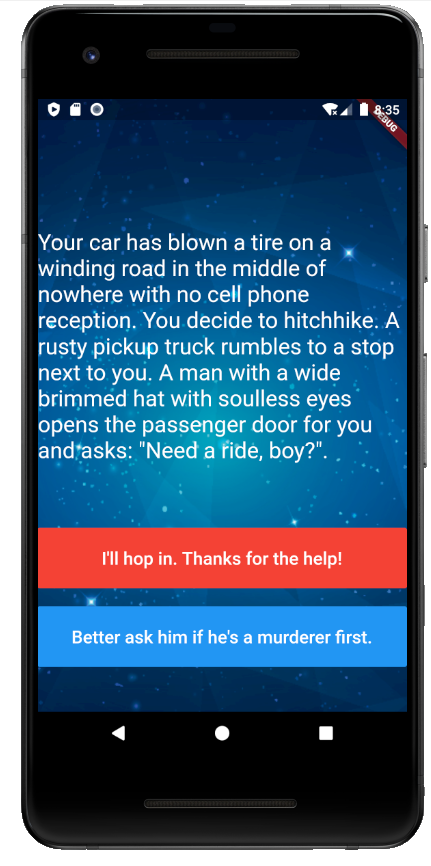 8:35
DEBUG
Your car has blown a tire on a
winding road in the middle of
nowhere with no cell phone
reception. You decide to hitchhike. A
rusty pickup truck rumbles to a stop
next to you. A man with a wide
brimmed hat with soulless eyes
opens the passenger door for you
and asks: "Need a ride, boy?".
I'll hop in. Thanks for the help!
Better ask him if he's a murderer first.